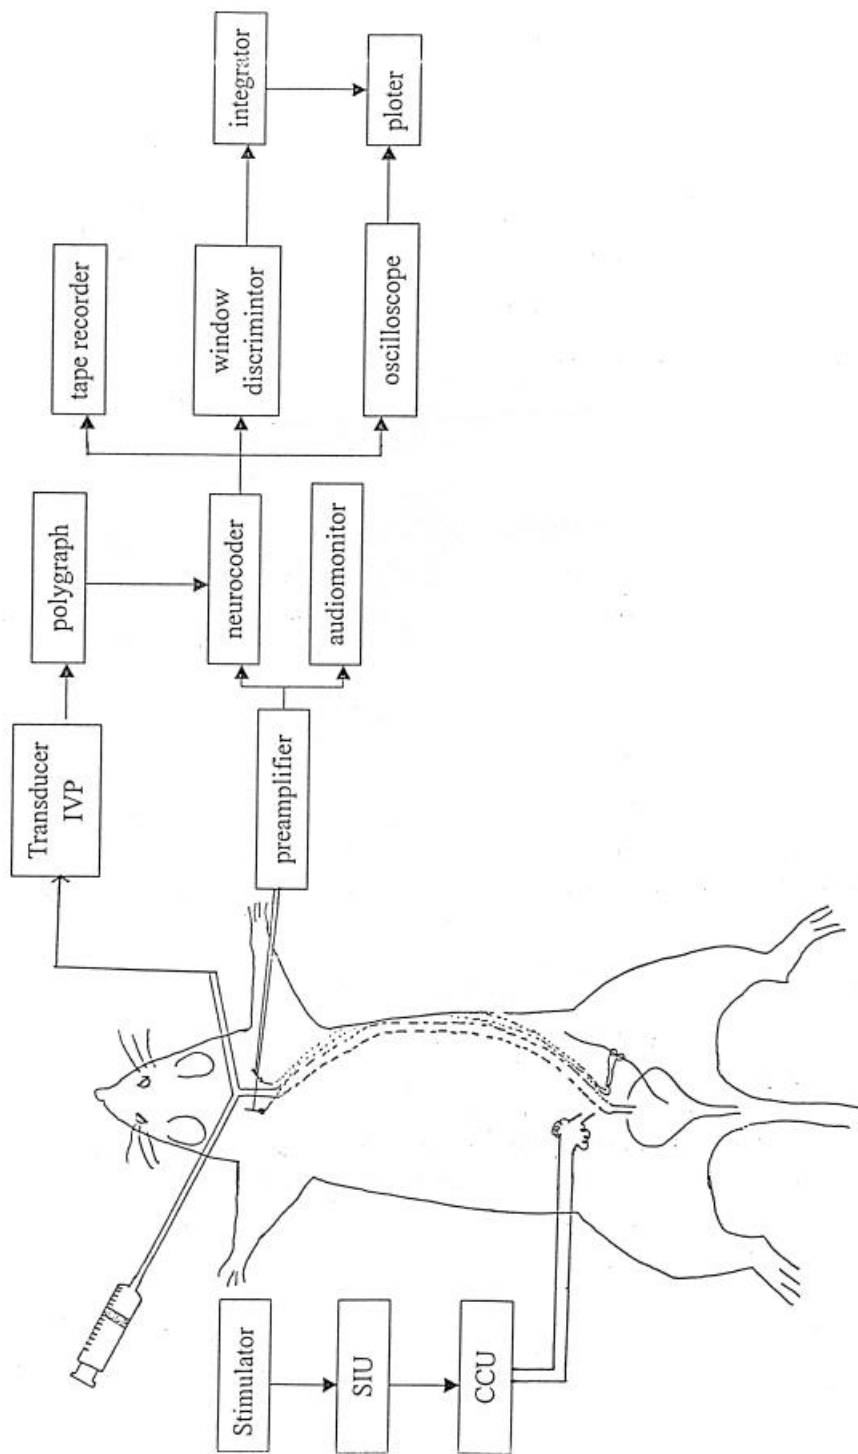 integrator
ploter
tape recorder
window
discrimintor
oscilloscope
polygraph
neurocoder
audiomonitor
Transducer
IVP
preamplifier
Stimulator
SIU
CCU